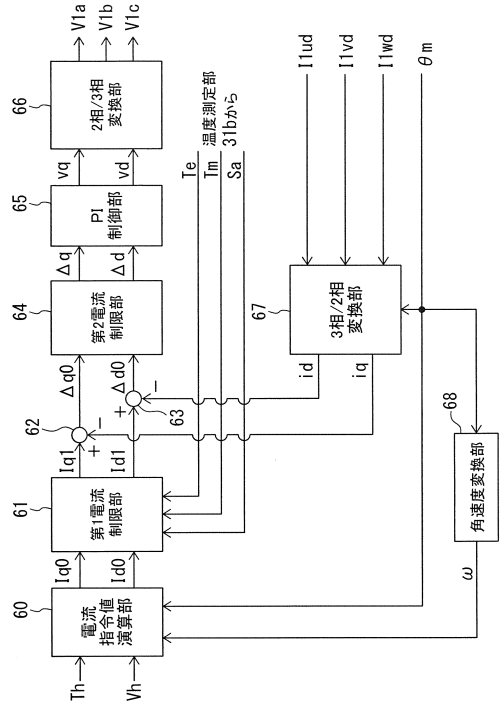 Th
Vh
60
電流
指令値
演算部
Iq0
Id0
61
第1電流
制限部
Iq1
Id1
62
+
−
63
+
−
Δq0
Δd0
64
第2電流
制限部
Δq
Δd
65
PI
制御部
vq
vd
66
2相/3相
変換部
V1a
V1b
V1c
Te
Tm
Sa
温度測定部
31bから
id
iq
67
3相/2相
変換部
I1ud
I1vd
I1wd
θm
68
角速度変換部
ω